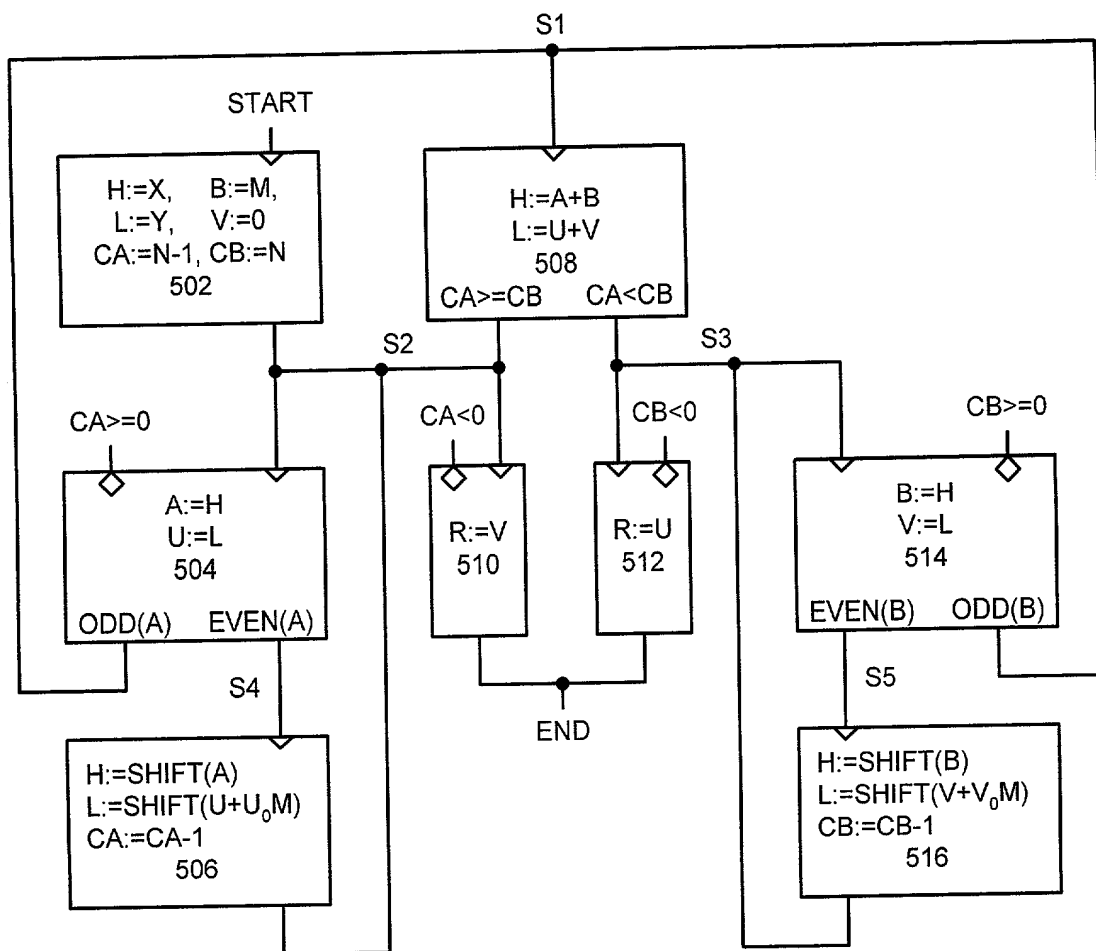 S1
START
H:=X, B:=M,
L:=Y, V:=0
CA:=N-1, CB:=N
502
H:=A+B
L:=U+V
508
CA>=CB CA<CB
S2
S3
CA>=0
CA<0
CB<0
CB>=0
A:=H
U:=L
504
ODD(A) EVEN(A)
R:=V
510
R:=U
512
B:=H
V:=L
514
EVEN(B) ODD(B)
S4
S5
END
H:=SHIFT(A)
L:=SHIFT(U+U₀M)
CA:=CA-1
506
H:=SHIFT(B)
L:=SHIFT(V+V₀M)
CB:=CB-1
516